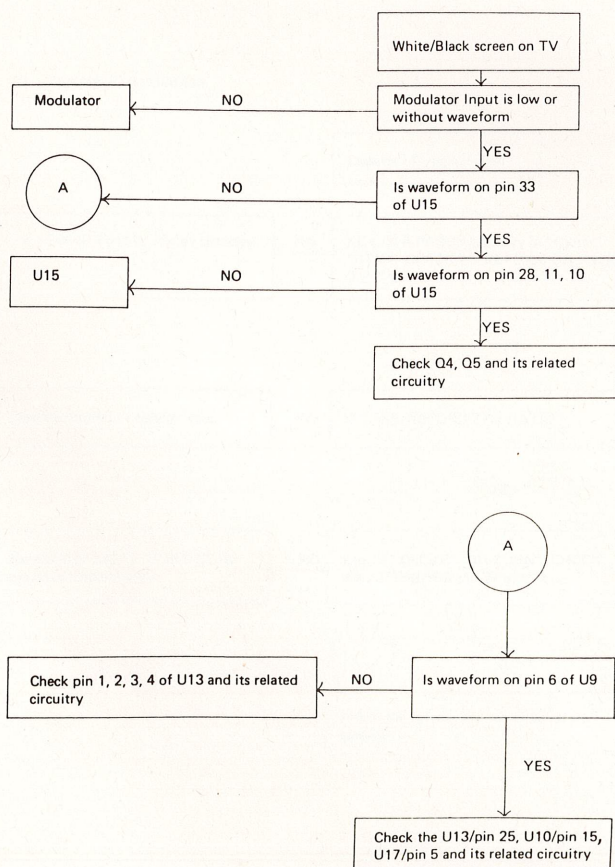 White/Black screen on TV
Modulator
NO
Modulator Input is low or
without waveform
YES
A
NO
Is waveform on pin 33
of U15
YES
U15
NO
Is waveform on pin 28, 11, 10
of U15
YES
Check Q4, Q5 and its related
circuitry
A
Check pin 1, 2, 3, 4 of U13 and its related
circuitry
NO
Is waveform on pin 6 of U9
YES
Check the U13/pin 25, U10/pin 15,
U17/pin 5 and its related circuitry